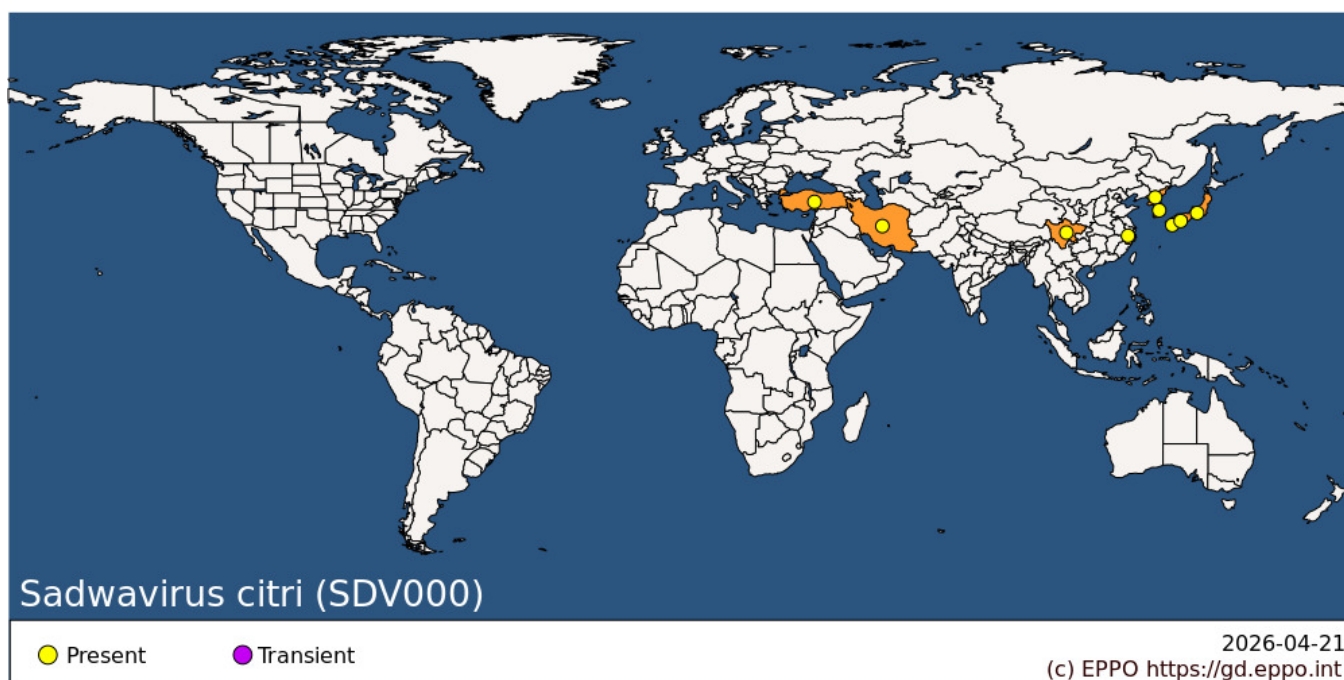 Sadwavirus citri (SDV000)
Present
Transient
2026-04-21
(c) EPPO https://gd.eppo.int